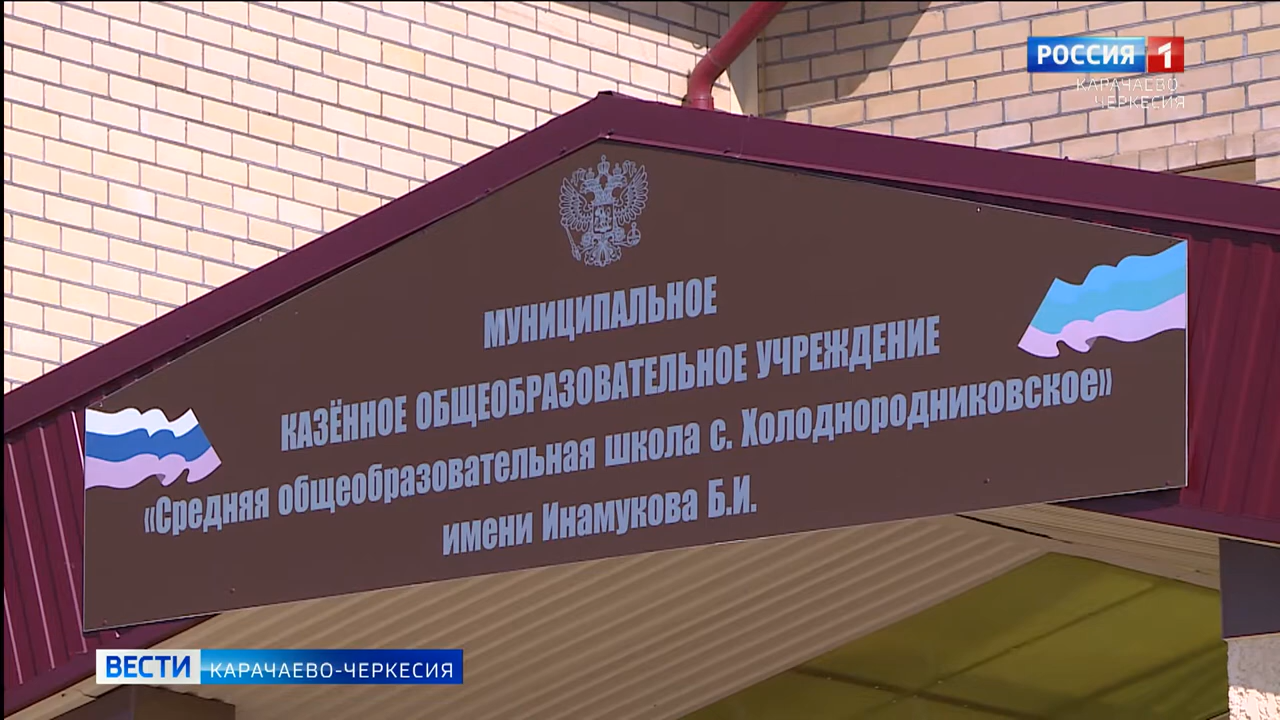 РОССИЯ 1
КАРАЧАЕВО-
ЧЕРКЕСИЯ
МУНИЦИПАЛЬНОЕ
КАЗЁННОЕ ОБЩЕОБРАЗОВАТЕЛЬНОЕ УЧРЕЖДЕНИЕ
«Средняя общеобразовательная школа с. Холоднородниковское»
имени Инамукова Б.И.
ВЕСТИ КАРАЧАЕВО-ЧЕРКЕСИЯ